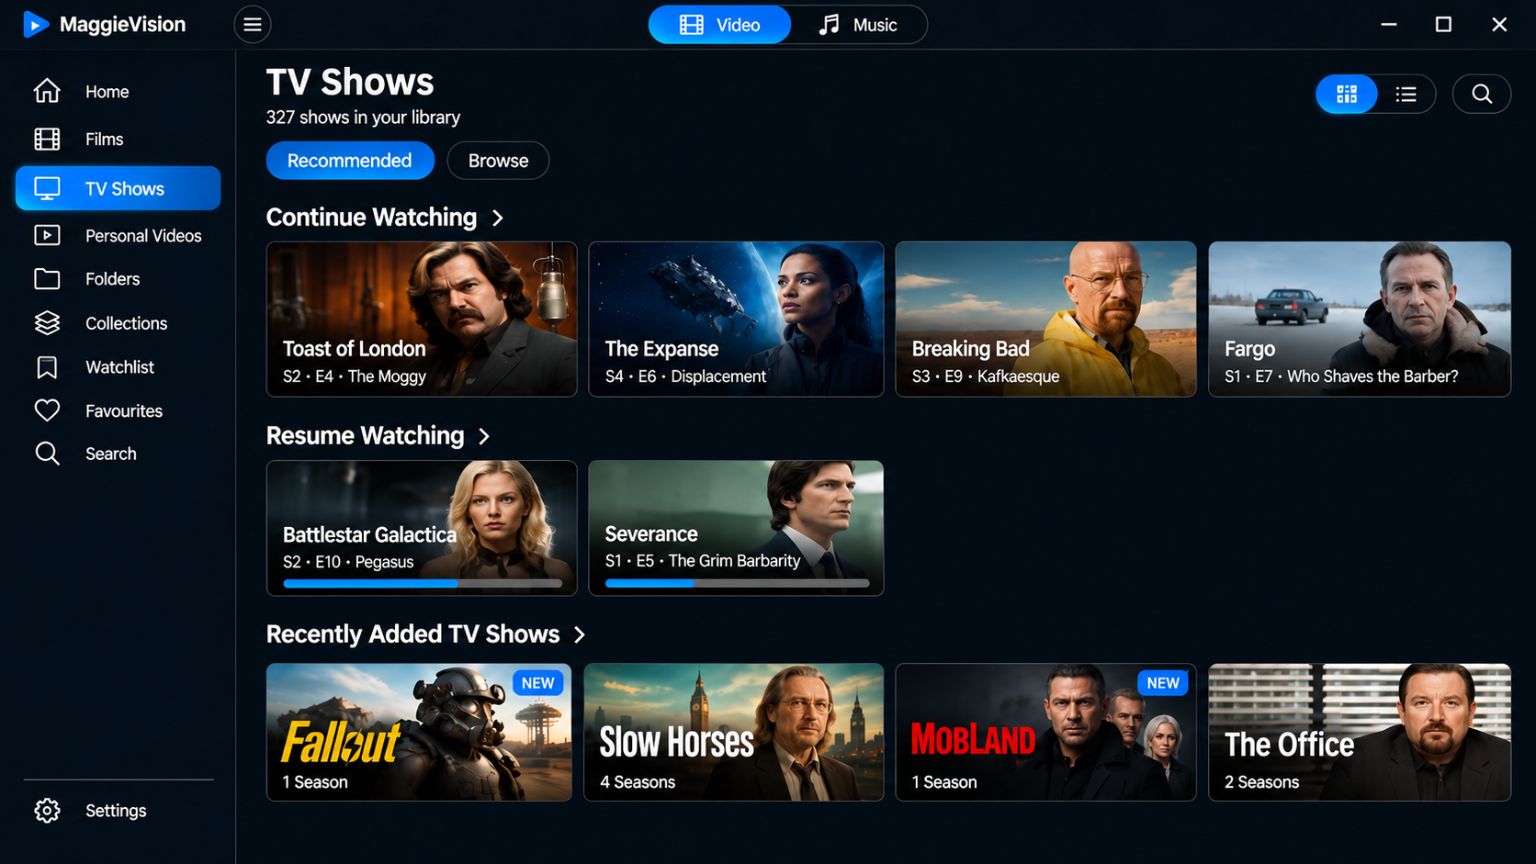 MaggieVision
Video
Music
Home
Films
TV Shows
Personal Videos
Folders
Collections
Watchlist
Favourites
Search
Settings
TV Shows
327 shows in your library
Recommended
Browse
Continue Watching
Toast of London
S2 • E4 • The Moggy
The Expanse
S4 • E6 • Displacement
Breaking Bad
S3 • E9 • Kafkaesque
Fargo
S1 • E7 • Who Shaves the Barber?
Resume Watching
Battlestar Galactica
S2 • E10 • Pegasus
Severance
S1 • E5 • The Grim Barbarity
Recently Added TV Shows
NEW
Fallout
1 Season
Slow Horses
4 Seasons
NEW
MOBLAND
1 Season
The Office
2 Seasons